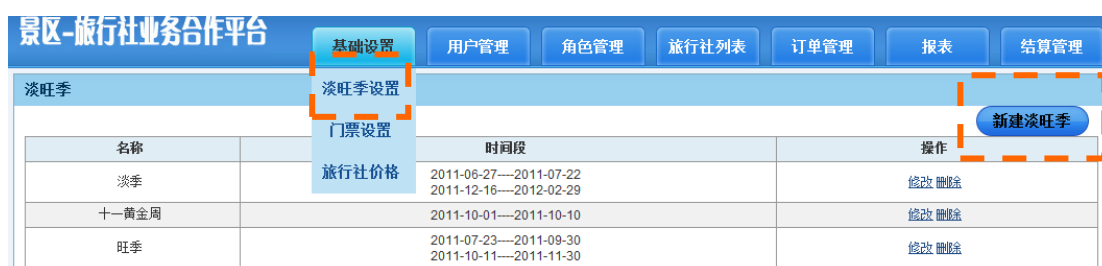 景区-旅行社业务合作平台
基础设置 用户管理 角色管理 旅行社列表 订单管理 报表 结算管理
淡旺季
淡旺季设置
门票设置
旅行社价格
新建淡旺季
名称 时间段 操作
淡季 2011-06-27----2011-07-22 修改 删除
2011-12-16----2012-02-29
十一黄金周 2011-10-01----2011-10-10 修改 删除
旺季 2011-07-23----2011-09-30 修改 删除
2011-10-11----2011-11-30